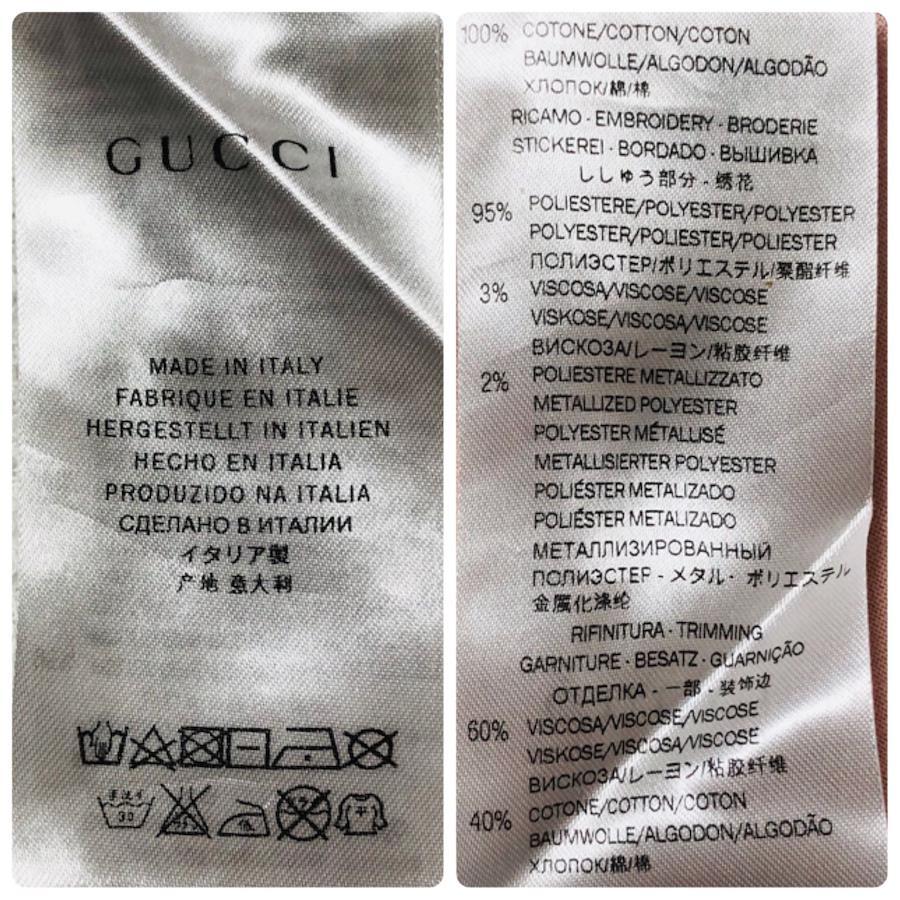 GUCCI
MADE IN ITALY
FABRIQUE EN ITALIE
HERGESTELLT IN ITALIEN
HECHO EN ITALIA
PRODUZIDO NA ITALIA
СДЕЛАНО В ИТАЛИИ
イタリア製
产地 意大利
手洗イ
30
低
100% COTONE/COTTON/COTON
BAUMWOLLE/ALGODON/ALGODÃO
ХЛОПОК/綿/棉
RICAMO - EMBROIDERY - BRODERIE
STICKEREI - BORDADO - ВЫШИВКА
ししゅう部分 - 绣花
95% POLIESTERE/POLYESTER/POLYESTER
POLYESTER/POLIESTER/POLIESTER
ПОЛИЭСТЕР/ポリエステル/聚酯纤维
3% VISCOSA/VISCOSE/VISCOSE
VISKOSE/VISCOSA/VISCOSE
ВИСКОЗА/レーヨン/粘胶纤维
2% POLIESTERE METALLIZZATO
METALLIZED POLYESTER
POLYESTER MÉTALLISÉ
METALLISIERTER POLYESTER
POLIÉSTER METALIZADO
POLIÉSTER METALIZADO
МЕТАЛЛИЗИРОВАННЫЙ
ПОЛИЭСТЕР - メタル・ ポリエステル
金属化涤纶
RIFINITURA - TRIMMING
GARNITURE - BESATZ - GUARNIÇÃO
ОТДЕЛКА - 一部 - 装饰边
60% VISCOSA/VISCOSE/VISCOSE
VISKOSE/VISCOSA/VISCOSE
ВИСКОЗА/レーヨン/粘胶纤维
40% COTONE/COTTON/COTON
BAUMWOLLE/ALGODON/ALGODÃO
ХЛОПОК/綿/棉